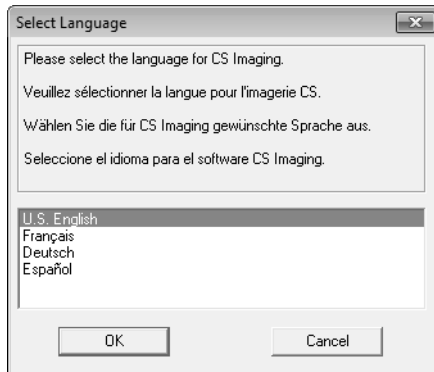 Select Language
Please select the language for CS Imaging.
Veuillez sélectionner la langue pour l'imagerie CS.
Wählen Sie die für CS Imaging gewünschte Sprache aus.
Seleccione el idioma para el software CS Imaging.
U.S. English
Français
Deutsch
Español
OK
Cancel